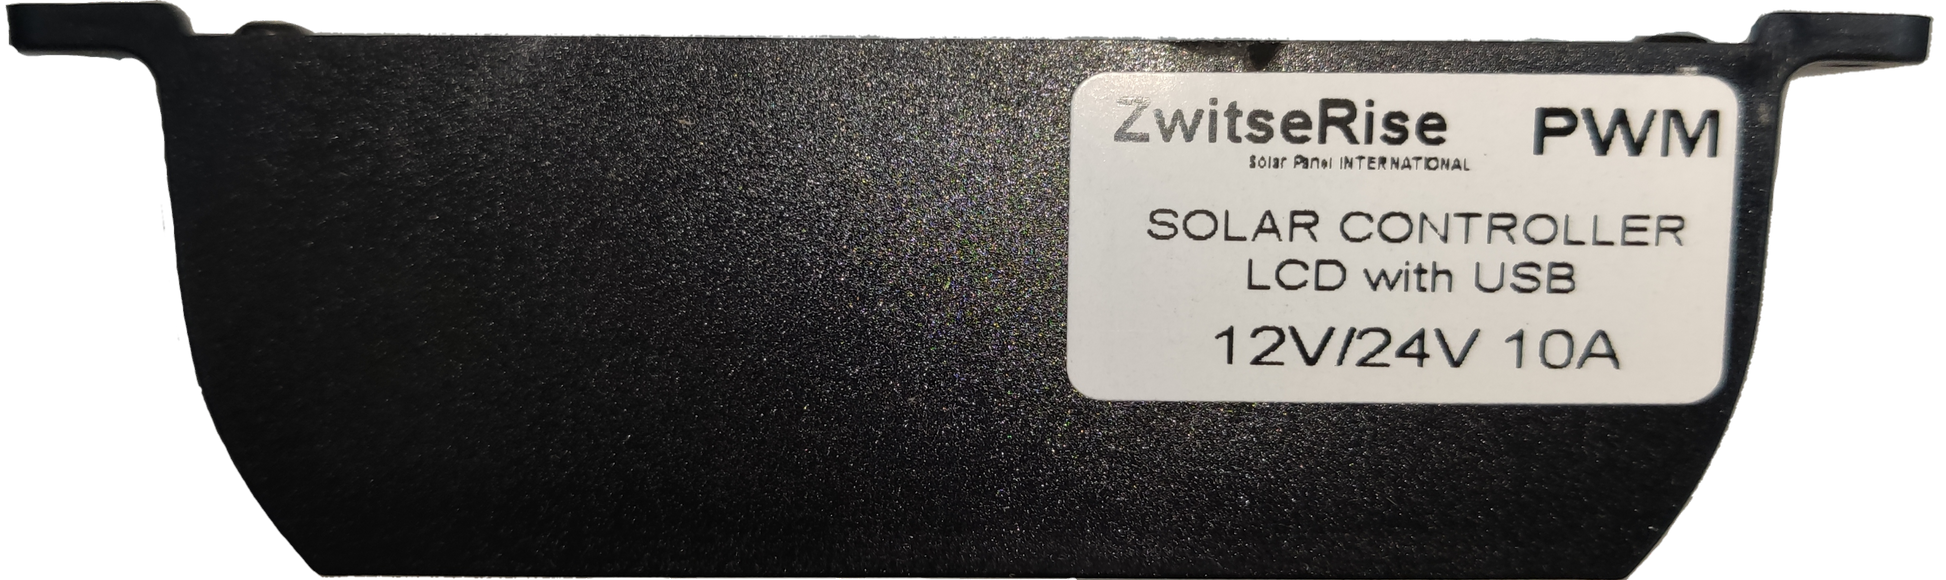 ZwitseRise PWM
Solar Panel INTERNATIONAL
SOLAR CONTROLLER
LCD with USB
12V/24V 10A